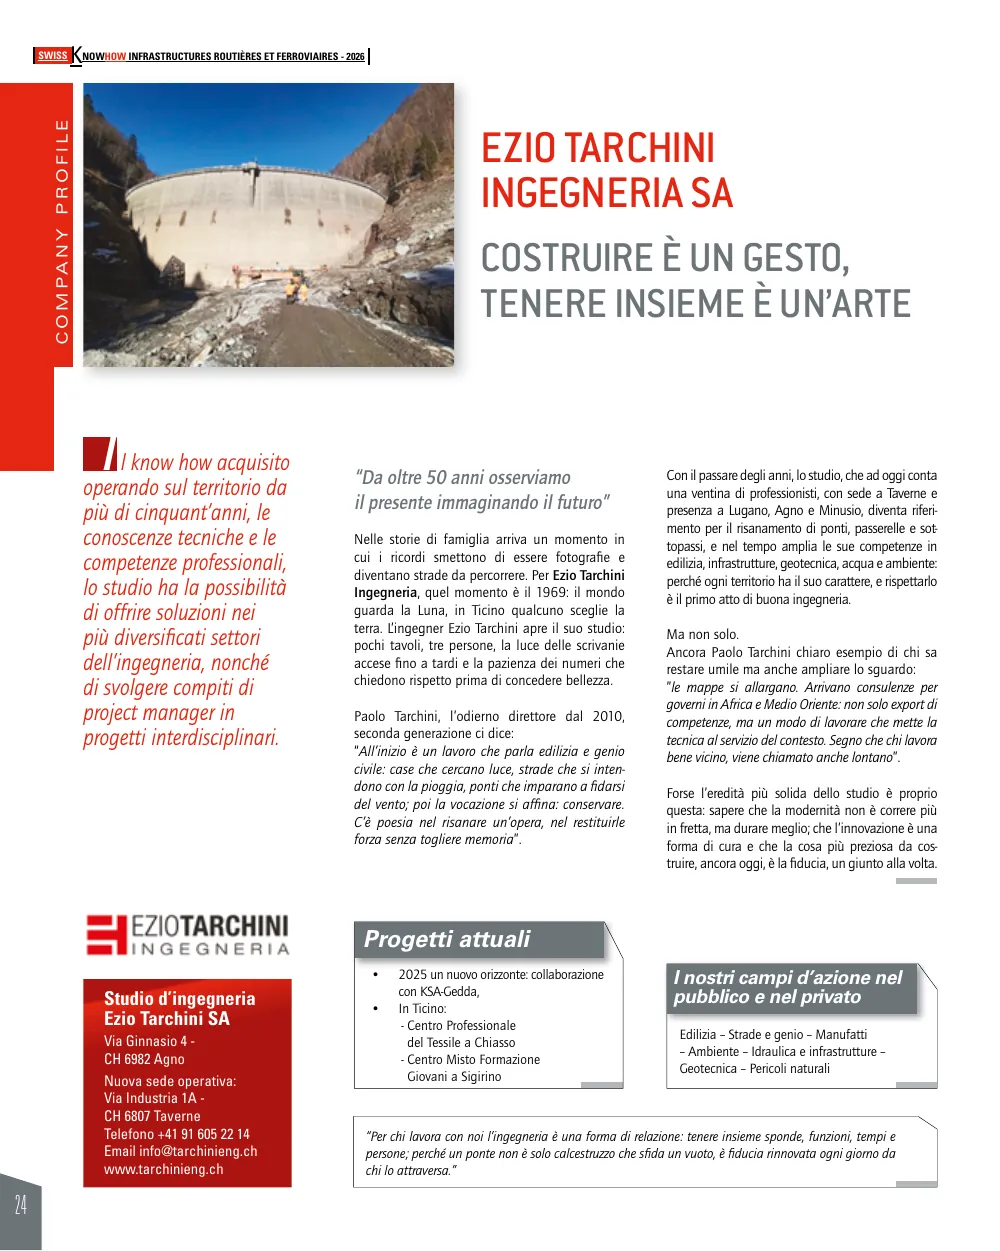 SWISS KNOWHOW INFRASTRUCTURES ROUTIÈRES ET FERROVIAIRES - 2026
COMPANY PROFILE
EZIO TARCHINI
INGEGNERIA SA
COSTRUIRE È UN GESTO,
TENERE INSIEME È UN’ARTE
Il know how acquisito
operando sul territorio da
più di cinquant’anni, le
conoscenze tecniche e le
competenze professionali,
lo studio ha la possibilità
di offrire soluzioni nei
più diversificati settori
dell’ingegneria, nonché
di svolgere compiti di
project manager in
progetti interdisciplinari.
“Da oltre 50 anni osserviamo
il presente immaginando il futuro”
Nelle storie di famiglia arriva un momento in
cui i ricordi smettono di essere fotografie e
diventano strade da percorrere. Per Ezio Tarchini
Ingegneria, quel momento è il 1969: il mondo
guarda la Luna, in Ticino qualcuno sceglie la
terra. L’ingegner Ezio Tarchini apre il suo studio:
pochi tavoli, tre persone, la luce delle scrivanie
accese fino a tardi e la pazienza dei numeri che
chiedono rispetto prima di concedere bellezza.
Paolo Tarchini, l’odierno direttore dal 2010,
seconda generazione ci dice:
"All’inizio è un lavoro che parla edilizia e genio
civile: case che cercano luce, strade che si inten-
dono con la pioggia, ponti che imparano a fidarsi
del vento; poi la vocazione si affina: conservare.
C’è poesia nel risanare un’opera, nel restituirle
forza senza togliere memoria".
Con il passare degli anni, lo studio, che ad oggi conta
una ventina di professionisti, con sede a Taverne e
presenza a Lugano, Agno e Minusio, diventa riferi-
mento per il risanamento di ponti, passerelle e sot-
topassi, e nel tempo amplia le sue competenze in
edilizia, infrastrutture, geotecnica, acqua e ambiente:
perché ogni territorio ha il suo carattere, e rispettarlo
è il primo atto di buona ingegneria.
Ma non solo.
Ancora Paolo Tarchini chiaro esempio di chi sa
restare umile ma anche ampliare lo sguardo:
"le mappe si allargano. Arrivano consulenze per
governi in Africa e Medio Oriente: non solo export di
competenze, ma un modo di lavorare che mette la
tecnica al servizio del contesto. Segno che chi lavora
bene vicino, viene chiamato anche lontano".
Forse l’eredità più solida dello studio è proprio
questa: sapere che la modernità non è correre più
in fretta, ma durare meglio; che l’innovazione è una
forma di cura e che la cosa più preziosa da cos-
truire, ancora oggi, è la fiducia, un giunto alla volta.
EZIOTARCHINI
INGEGNERIA
Studio d’ingegneria
Ezio Tarchini SA
Via Ginnasio 4 -
CH 6982 Agno
Nuova sede operativa:
Via Industria 1A -
CH 6807 Taverne
Telefono +41 91 605 22 14
Email info@tarchinieng.ch
www.tarchinieng.ch
Progetti attuali
• 2025 un nuovo orizzonte: collaborazione
con KSA-Gedda,
• In Ticino:
- Centro Professionale
del Tessile a Chiasso
- Centro Misto Formazione
Giovani a Sigirino
I nostri campi d’azione nel
pubblico e nel privato
Edilizia – Strade e genio – Manufatti
– Ambiente – Idraulica e infrastrutture –
Geotecnica – Pericoli naturali
“Per chi lavora con noi l’ingegneria è una forma di relazione: tenere insieme sponde, funzioni, tempi e
persone; perché un ponte non è solo calcestruzzo che sfida un vuoto, è fiducia rinnovata ogni giorno da
chi lo attraversa.”
24